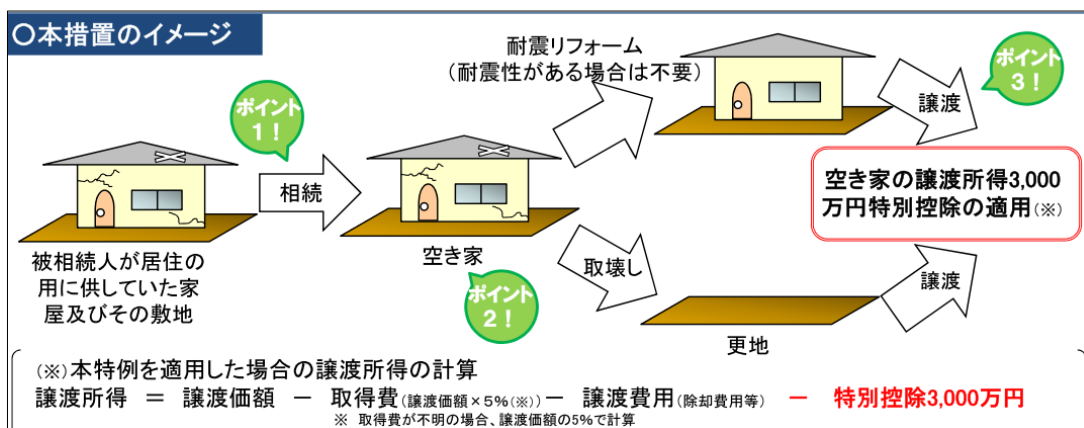 〇本措置のイメージ
耐震リフォーム
(耐震性がある場合は不要)
ポイント
1!
相続
空き家
ポイント
2!
被相続人が居住の
用に供していた家
屋及びその敷地
取壊し
更地
譲渡
ポイント
3!
空き家の譲渡所得3,000
万円特別控除の適用(※)
譲渡
(※)本特例を適用した場合の譲渡所得の計算
譲渡所得 = 譲渡価額 - 取得費(譲渡価額×5%(※)) - 譲渡費用(除却費用等) - 特別控除3,000万円
※ 取得費が不明の場合、譲渡価額の5%で計算